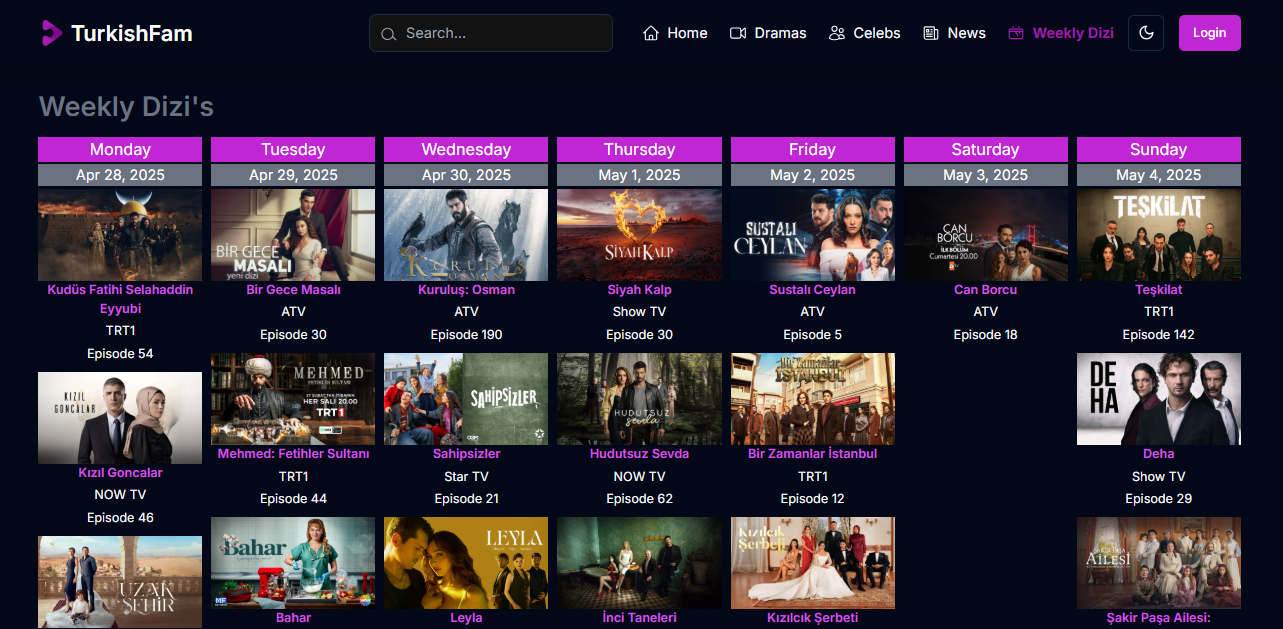 TurkishFam
Search...
Home
Dramas
Celebs
News
Weekly Dizi
Login
Weekly Dizi's
Monday
Apr 28, 2025
Kudüs Fatihi Selahaddin
Eyyubi
TRT1
Episode 54
KIZIL
GONCALAR
Kızıl Goncalar
NOW TV
Episode 46
UZAK
ŞEHİR
Tuesday
Apr 29, 2025
BİR GECE
MASALI
yeni dizi
Bir Gece Masalı
ATV
Episode 30
MEHMED
FETİHLER SULTANI
HER SALI 20.00
TRT 1
Mehmed: Fetihler Sultanı
TRT1
Episode 44
Bahar
Bahar
Wednesday
Apr 30, 2025
KURULUŞ
OSMAN
Kuruluş: Osman
ATV
Episode 190
SAHİPSİZLER
Sahipsizler
Star TV
Episode 21
LEYLA
Leyla
Thursday
May 1, 2025
SİYAH KALP
Siyah Kalp
Show TV
Episode 30
HUDUTSUZ
sevda
Hudutsuz Sevda
NOW TV
Episode 62
İnci Taneleri
Friday
May 2, 2025
SUSTALI
CEYLAN
Sustalı Ceylan
ATV
Episode 5
Bir Zamanlar
İSTANBUL
Bir Zamanlar İstanbul
TRT1
Episode 12
Kızılcık
Şerbeti
Kızılcık Şerbeti
Saturday
May 3, 2025
CAN
BORCU
İLK BÖLÜM
Cumartesi 20.00
Can Borcu
ATV
Episode 18
Sunday
May 4, 2025
TEŞKİLAT
Teşkilat
TRT1
Episode 142
DE
HA
Deha
Show TV
Episode 29
ŞAKİR PAŞA
AİLESİ
Şakir Paşa Ailesi: